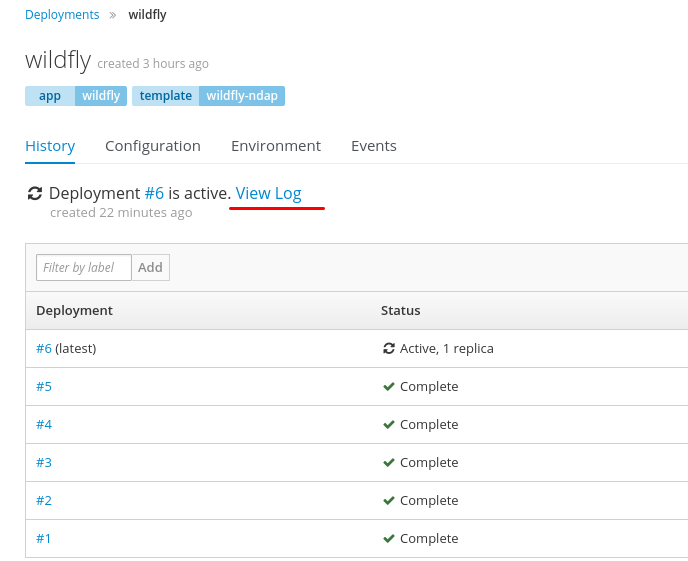 Deployments » wildfly
wildfly created 3 hours ago
app wildfly template wildfly-ndap
History Configuration Environment Events
Deployment #6 is active. View Log
created 22 minutes ago
Filter by label Add
Deployment Status
#6 (latest) Active, 1 replica
#5 Complete
#4 Complete
#3 Complete
#2 Complete
#1 Complete